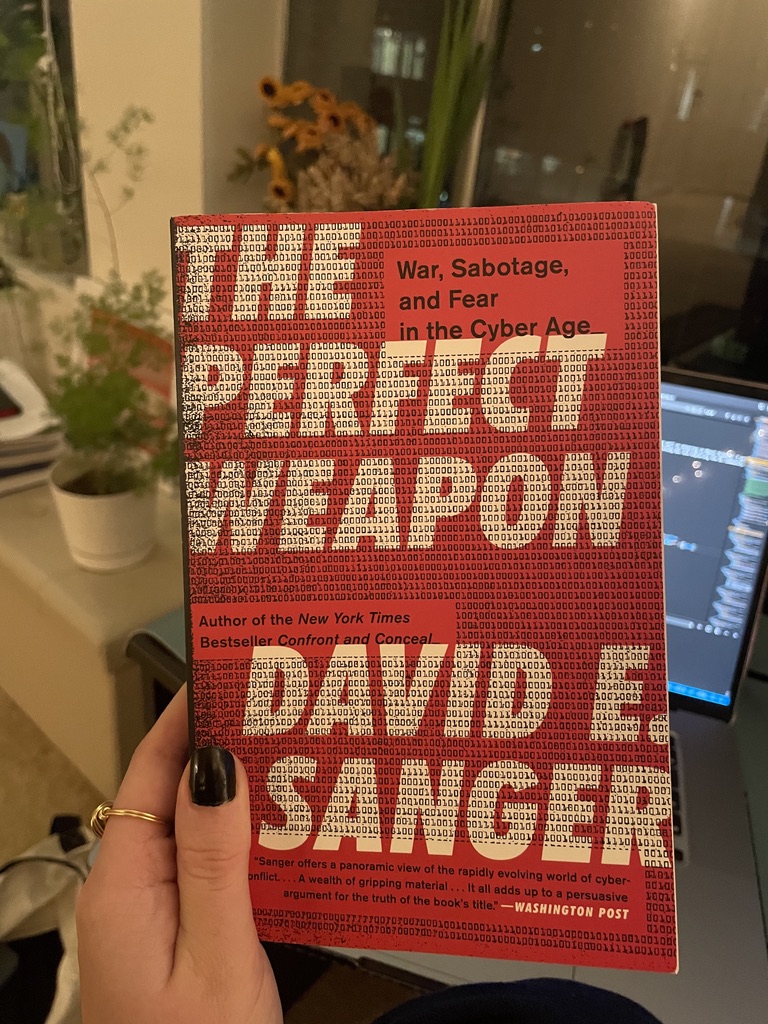 THE
War, Sabotage,
and Fear
in the Cyber Age
PERFECT
WEAPON
Author of the New York Times
Bestseller Confront and Conceal
DAVID E.
SANGER
"Sanger offers a panoramic view of the rapidly evolving world of cyber-
onflict. . . . A wealth of gripping material . . . It all adds up to a persuasive
argument for the truth of the book's title." —WASHINGTON POST